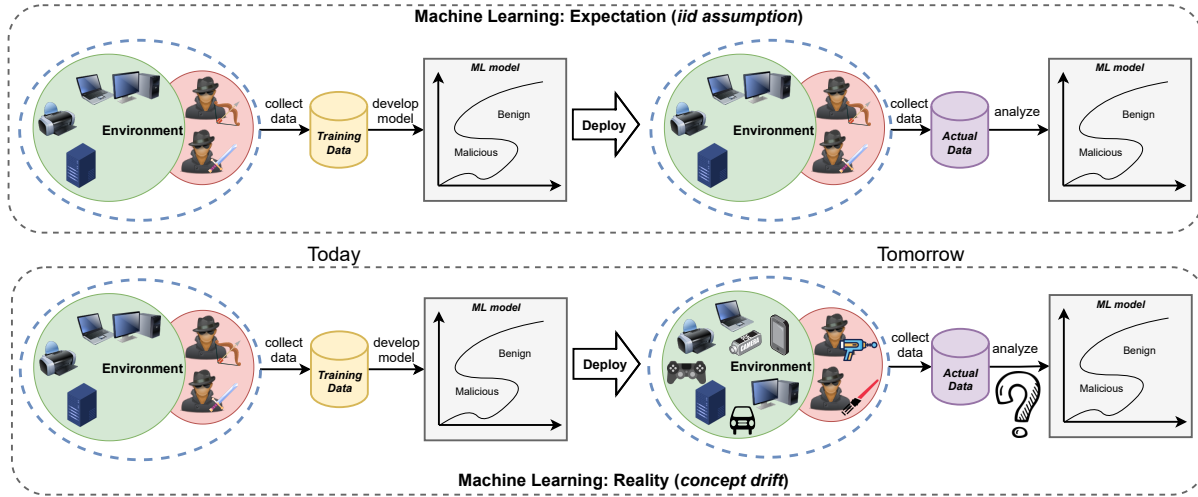 Machine Learning: Expectation (iid assumption)
Environment
collect
data
Training
Data
develop
model
ML model
Benign
Malicious
Deploy
Environment
collect
data
Actual
Data
analyze
ML model
Benign
Malicious
Today
Tomorrow
Environment
collect
data
Training
Data
develop
model
ML model
Benign
Malicious
Deploy
CAMERA
Environment
collect
data
Actual
Data
analyze
?
ML model
Benign
Malicious
Machine Learning: Reality (concept drift)